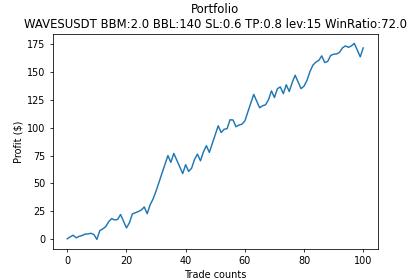 Portfolio
WAVESUSDT BBM:2.0 BBL:140 SL:0.6 TP:0.8 lev:15 WinRatio:72.0
175
150
125
100
75
50
25
0
Profit ($)
0 20 40 60 80 100
Trade counts